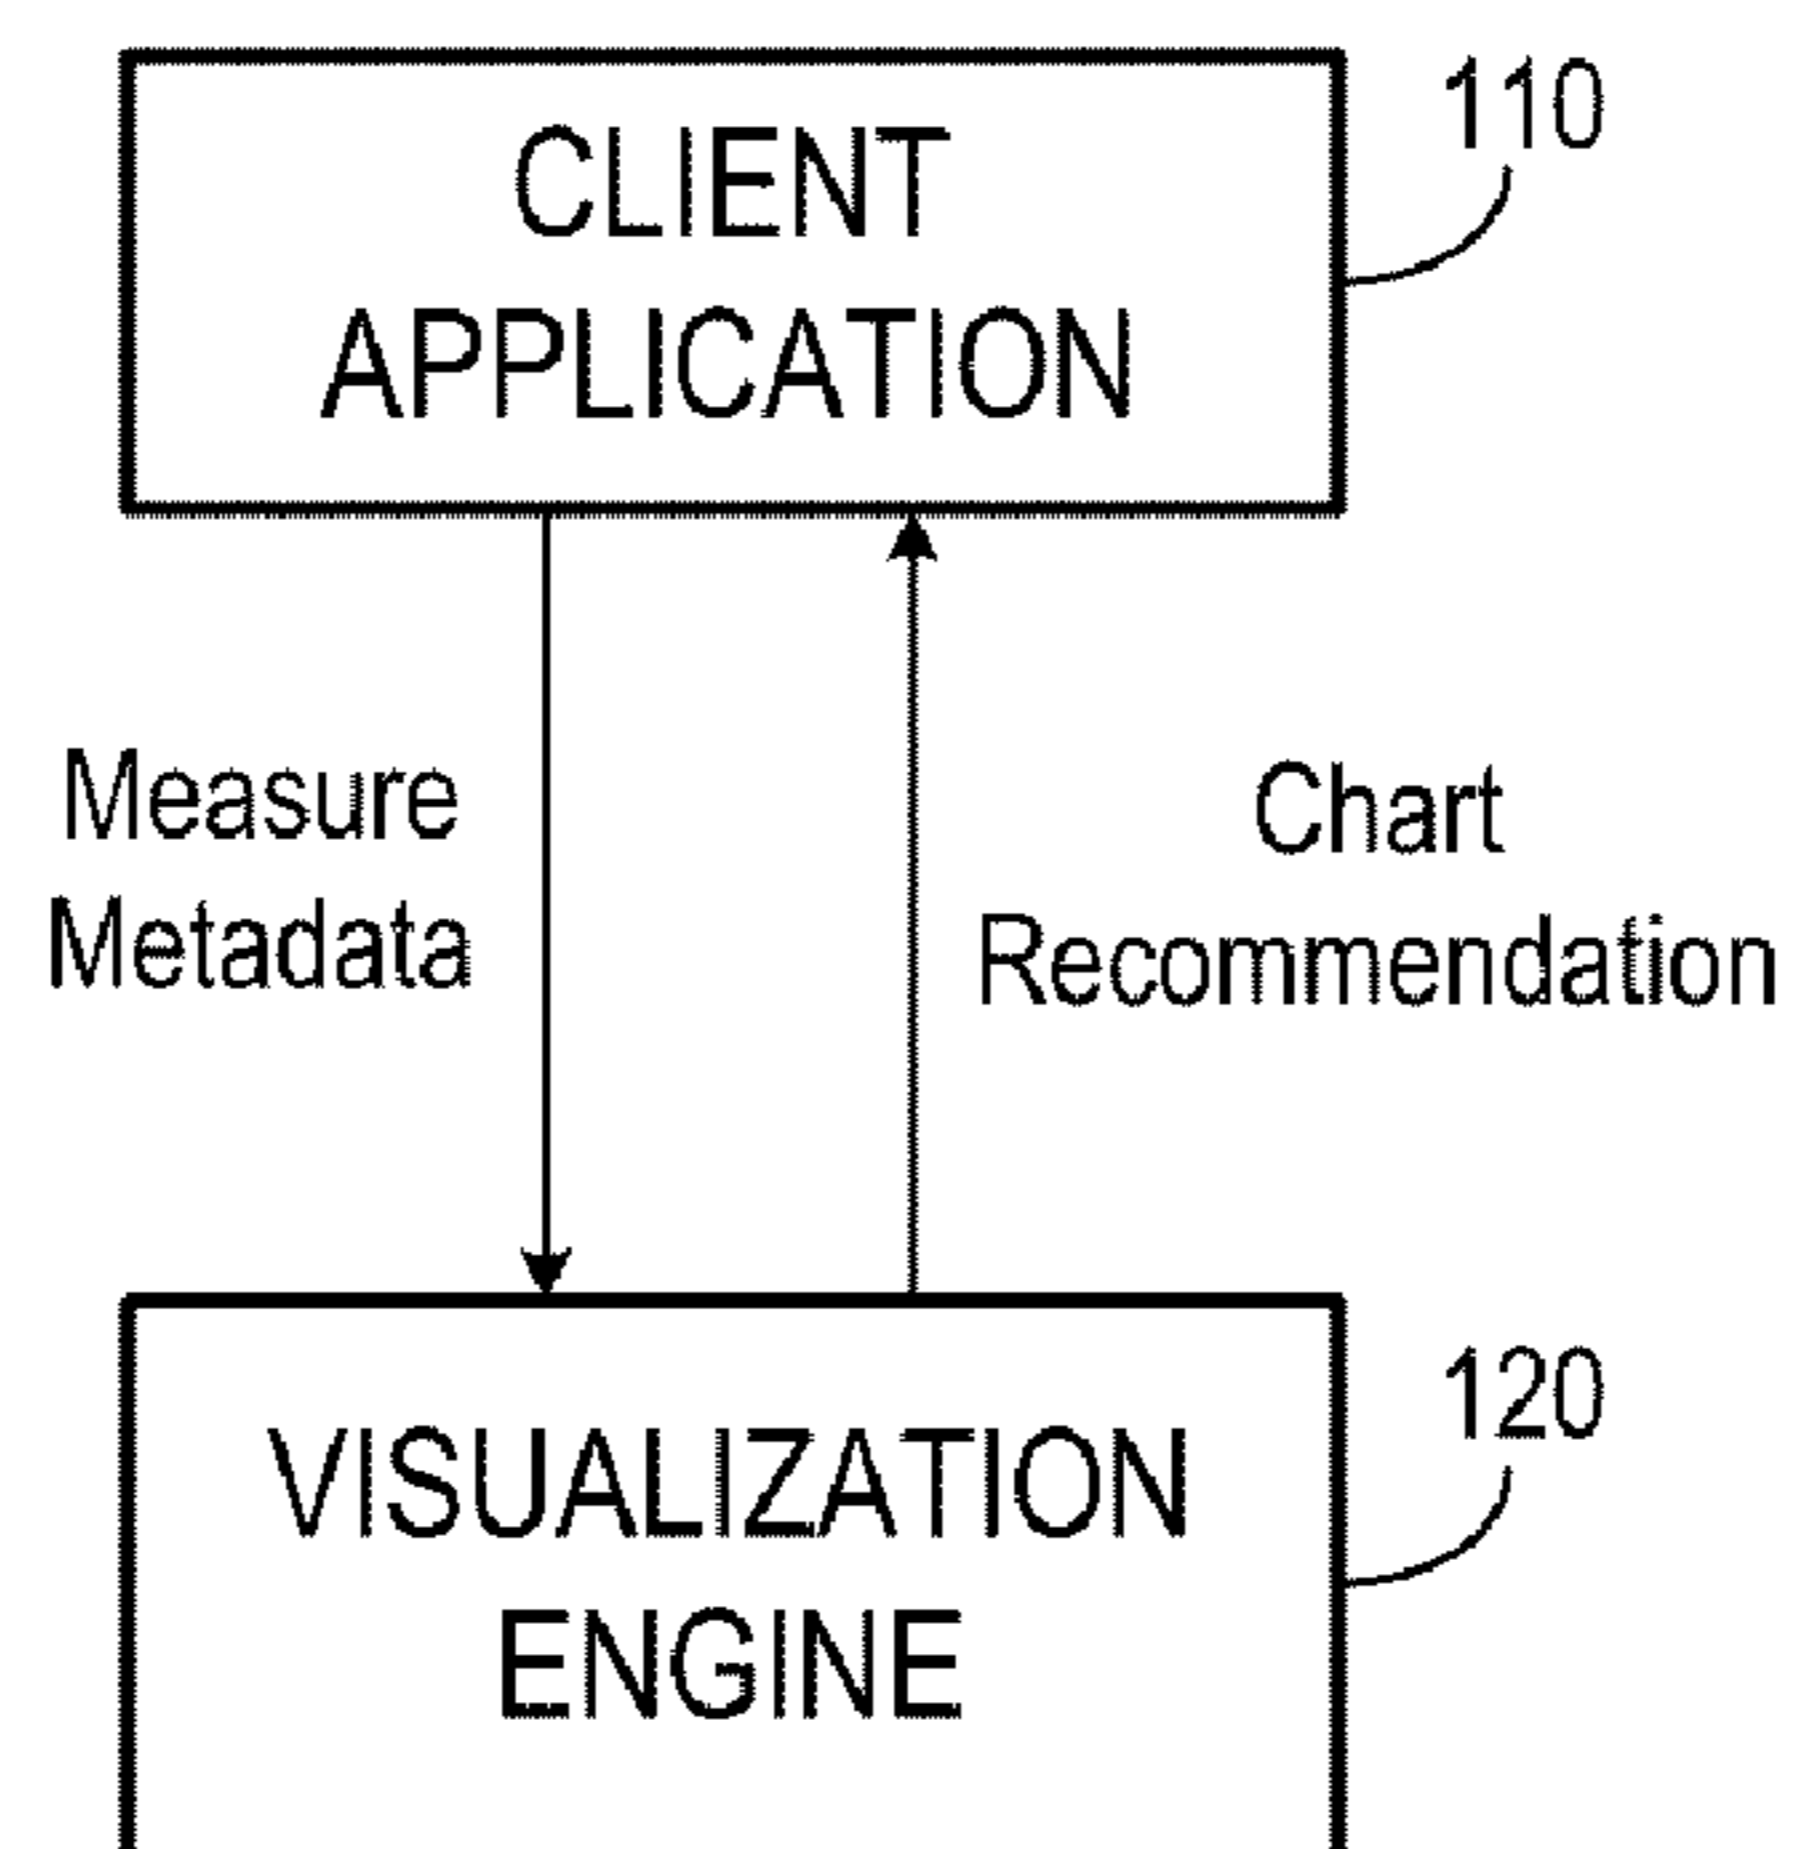 CLIENT
APPLICATION
110
Measure
Metadata
Chart
Recommendation
VISUALIZATION
ENGINE
120